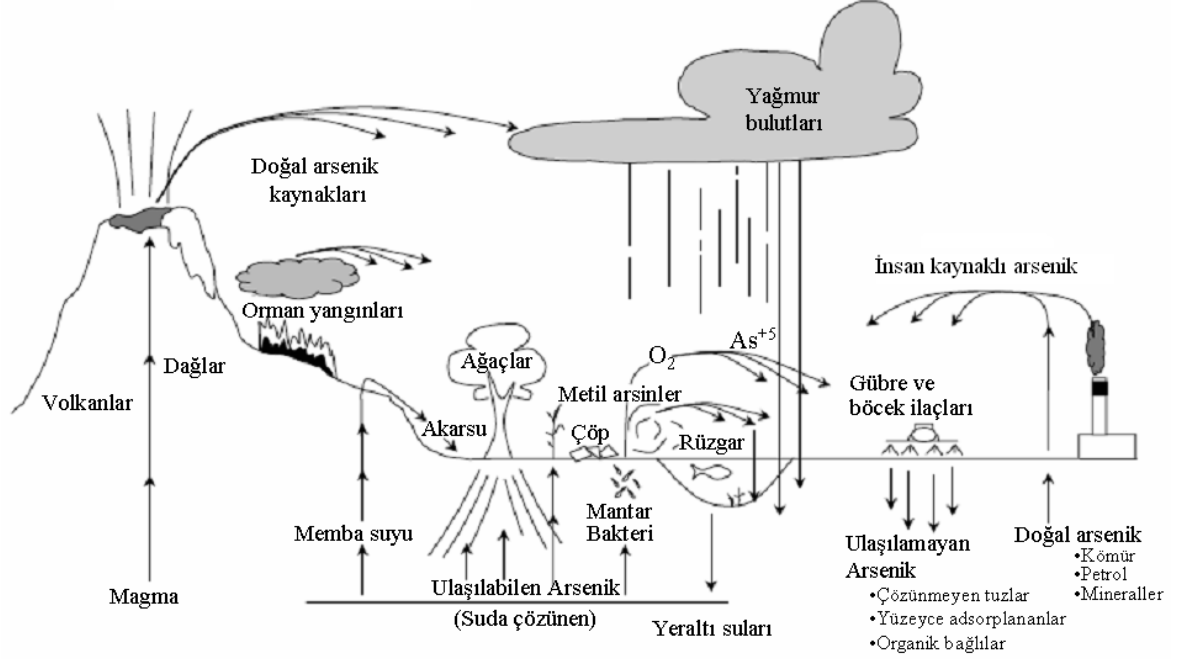 Yağmur
bulutları
Doğal arsenik
kaynakları
İnsan kaynaklı arsenik
Orman yangınları
As+5
O2
Ağaçlar
Dağlar
Gübre ve
böcek ilaçları
Metil arsinler
Volkanlar
Akarsu
Çöp
Rüzgar
Mantar
Bakteri
Memba suyu
Ulaşılamayan
Arsenik
•Çözünmeyen tuzlar
•Yüzeyce adsorplananlar
•Organik bağlılar
Doğal arsenik
•Kömür
•Petrol
•Mineraller
Magma
Ulaşılabilen Arsenik
(Suda çözünen)
Yeraltı suları